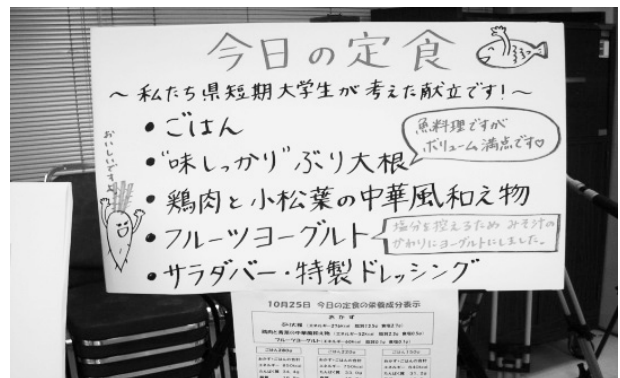 今日の定食
～私たち県短期大学生が考えた献立です!～
おいしいですよ
・ごはん
・"味しっかり"ぶり大根
魚料理ですが
ボリューム満点です♡
・鶏肉と小松菜の中華風和え物
・フルーツヨーグルト
塩分を控えるため みそ汁の
かわりにヨーグルトにしました。
・サラダバー・特製ドレッシング
10月25日 今日の定食の栄養成分表示
おかず